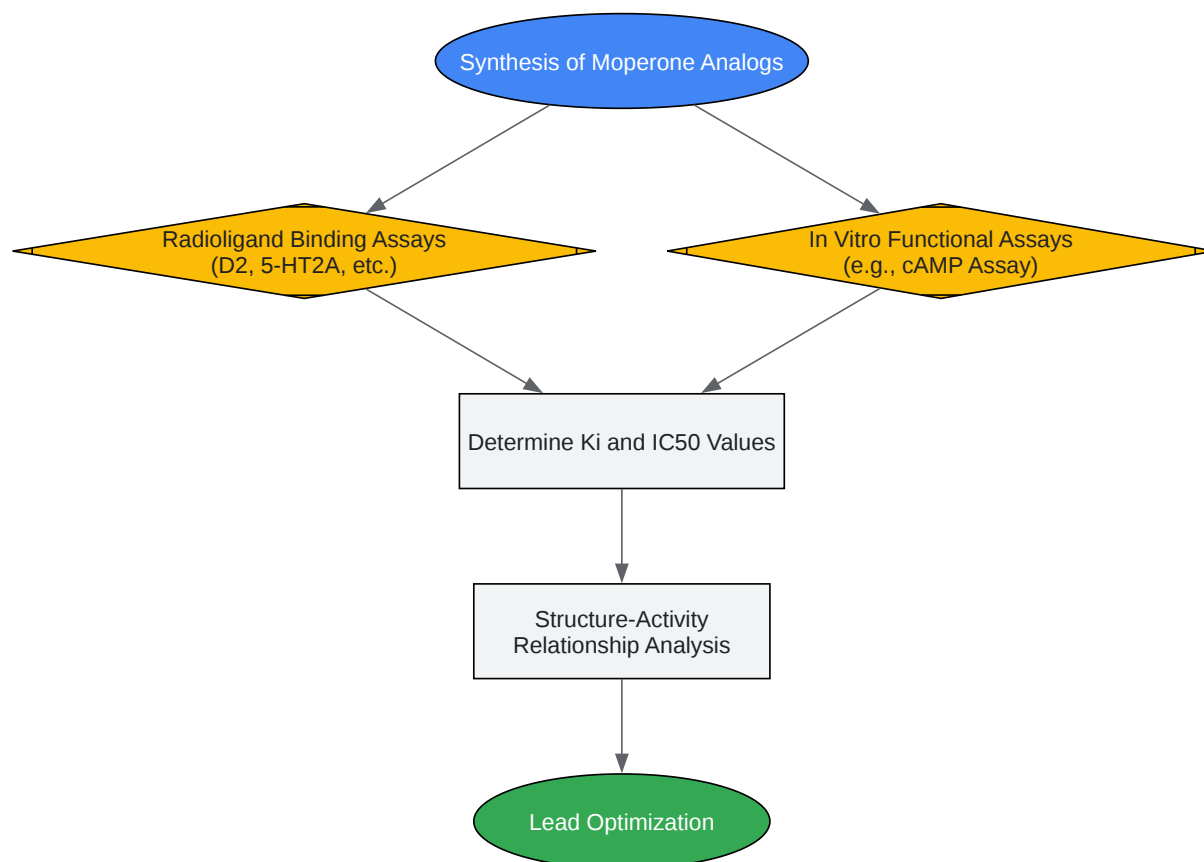 Synthesis of Moperone Analogs
Radioligand Binding Assays
(D2, 5-HT2A, etc.)
In Vitro Functional Assays
(e.g., cAMP Assay)
Determine Ki and IC50 Values
Structure-Activity
Relationship Analysis
Lead Optimization